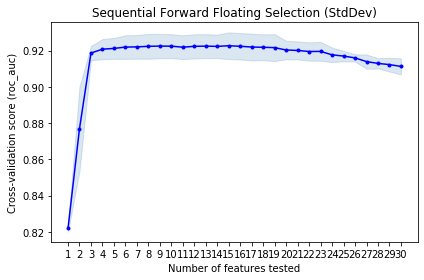 Sequential Forward Floating Selection (StdDev)
Cross-validation score (roc_auc)
0.92
0.90
0.88
0.86
0.84
0.82
1 2 3 4 5 6 7 8 9 10 11 12 13 14 15 16 17 18 19 20 21 22 23 24 25 26 27 28 29 30
Number of features tested